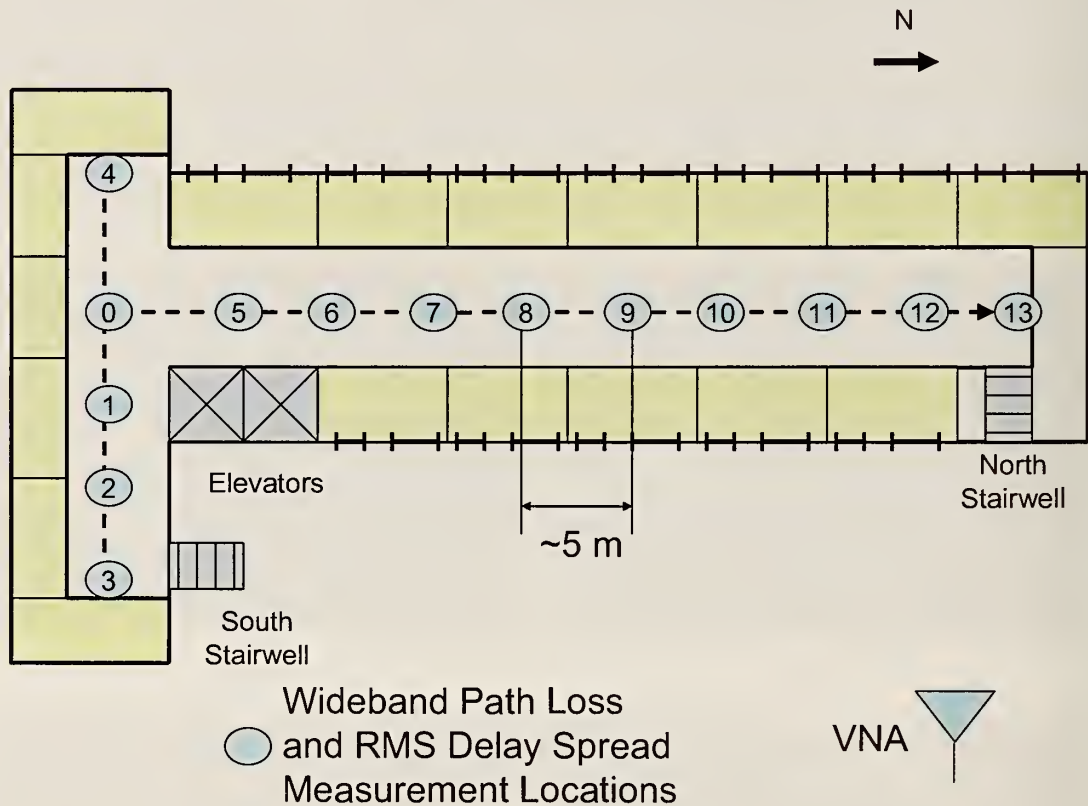 N
4
0
5
6
7
8
9
10
11
12
13
1
2
3
Elevators
~5 m
North
Stairwell
South
Stairwell
Wideband Path Loss
and RMS Delay Spread
Measurement Locations
VNA